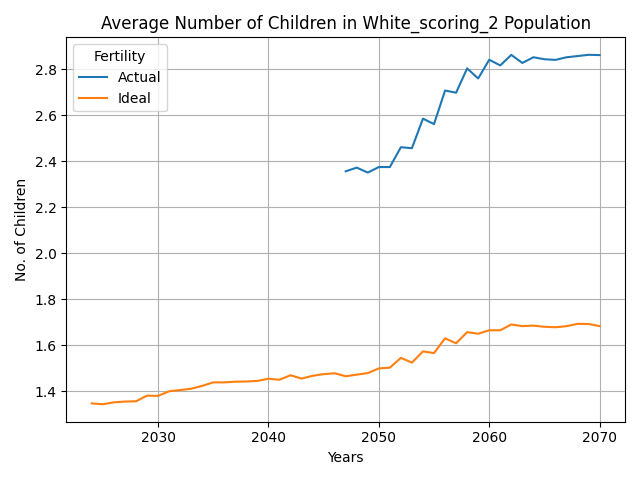 Average Number of Children in White_scoring_2 Population
Fertility
Actual
Ideal
No. of Children
2.8
2.6
2.4
2.2
2.0
1.8
1.6
1.4
2030 2040 2050 2060 2070
Years